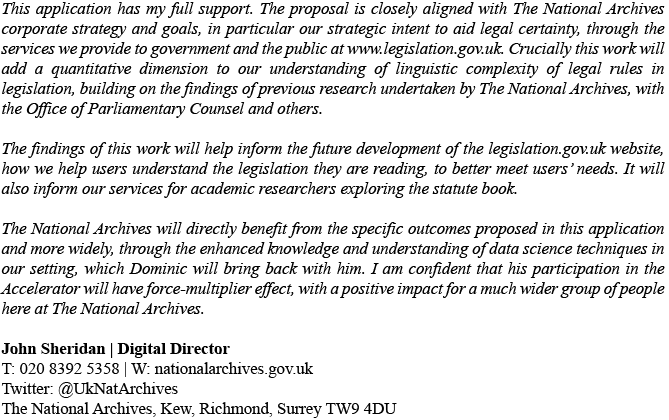 This application has my full support. The proposal is closely aligned with The National Archives
corporate strategy and goals, in particular our strategic intent to aid legal certainty, through the
services we provide to government and the public at www.legislation.gov.uk. Crucially this work will
add a quantitative dimension to our understanding of linguistic complexity of legal rules in
legislation, building on the findings of previous research undertaken by The National Archives, with
the Office of Parliamentary Counsel and others.

The findings of this work will help inform the future development of the legislation.gov.uk website,
how we help users understand the legislation they are reading, to better meet users' needs. It will
also inform our services for academic researchers exploring the statute book.

The National Archives will directly benefit from the specific outcomes proposed in this application
and more widely, through the enhanced knowledge and understanding of data science techniques in
our setting, which Dominic will bring back with him. I am confident that his participation in the
Accelerator will have force-multiplier effect, with a positive impact for a much wider group of people
here at The National Archives.

John Sheridan | Digital Director
T: 020 8392 5358 | W: nationalarchives.gov.uk
Twitter: @UkNatArchives
The National Archives, Kew, Richmond, Surrey TW9 4DU